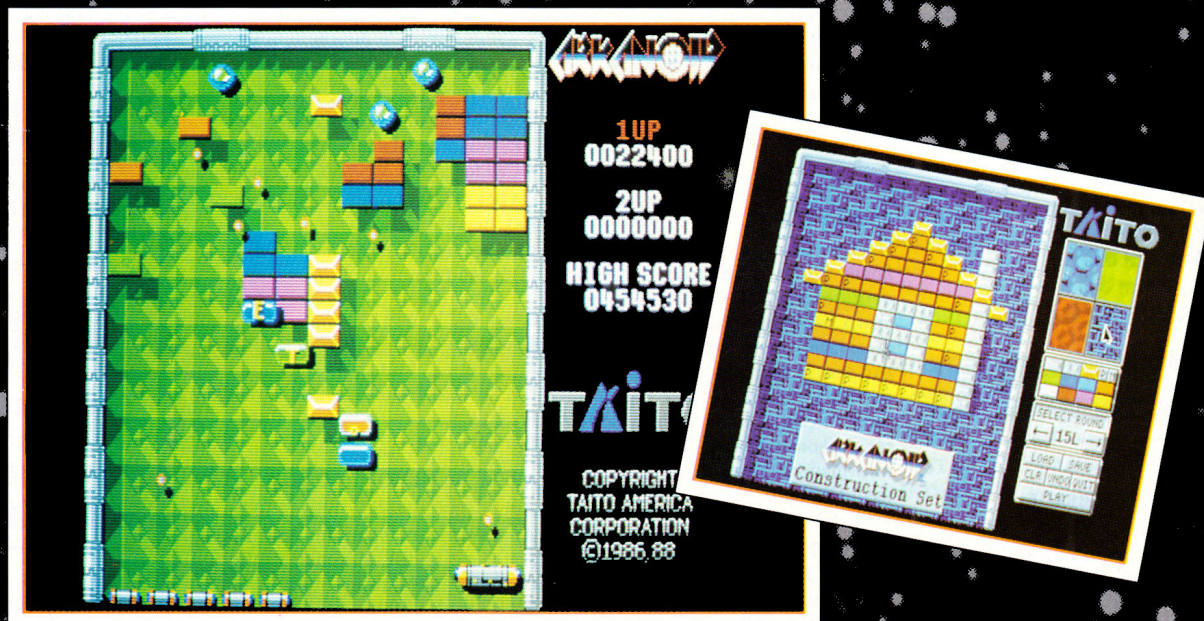 ARKANOID
1UP
0022400
2UP
0000000
HIGH SCORE
0454530
E
T
COPYRIGHT
TAITO AMERICA
CORPORATION
©1986, 88
TAITO
SELECT ROUND
15L
LOAD SAVE
CLR UNDO QUIT
PLAY
ARKANOID
Construction Set